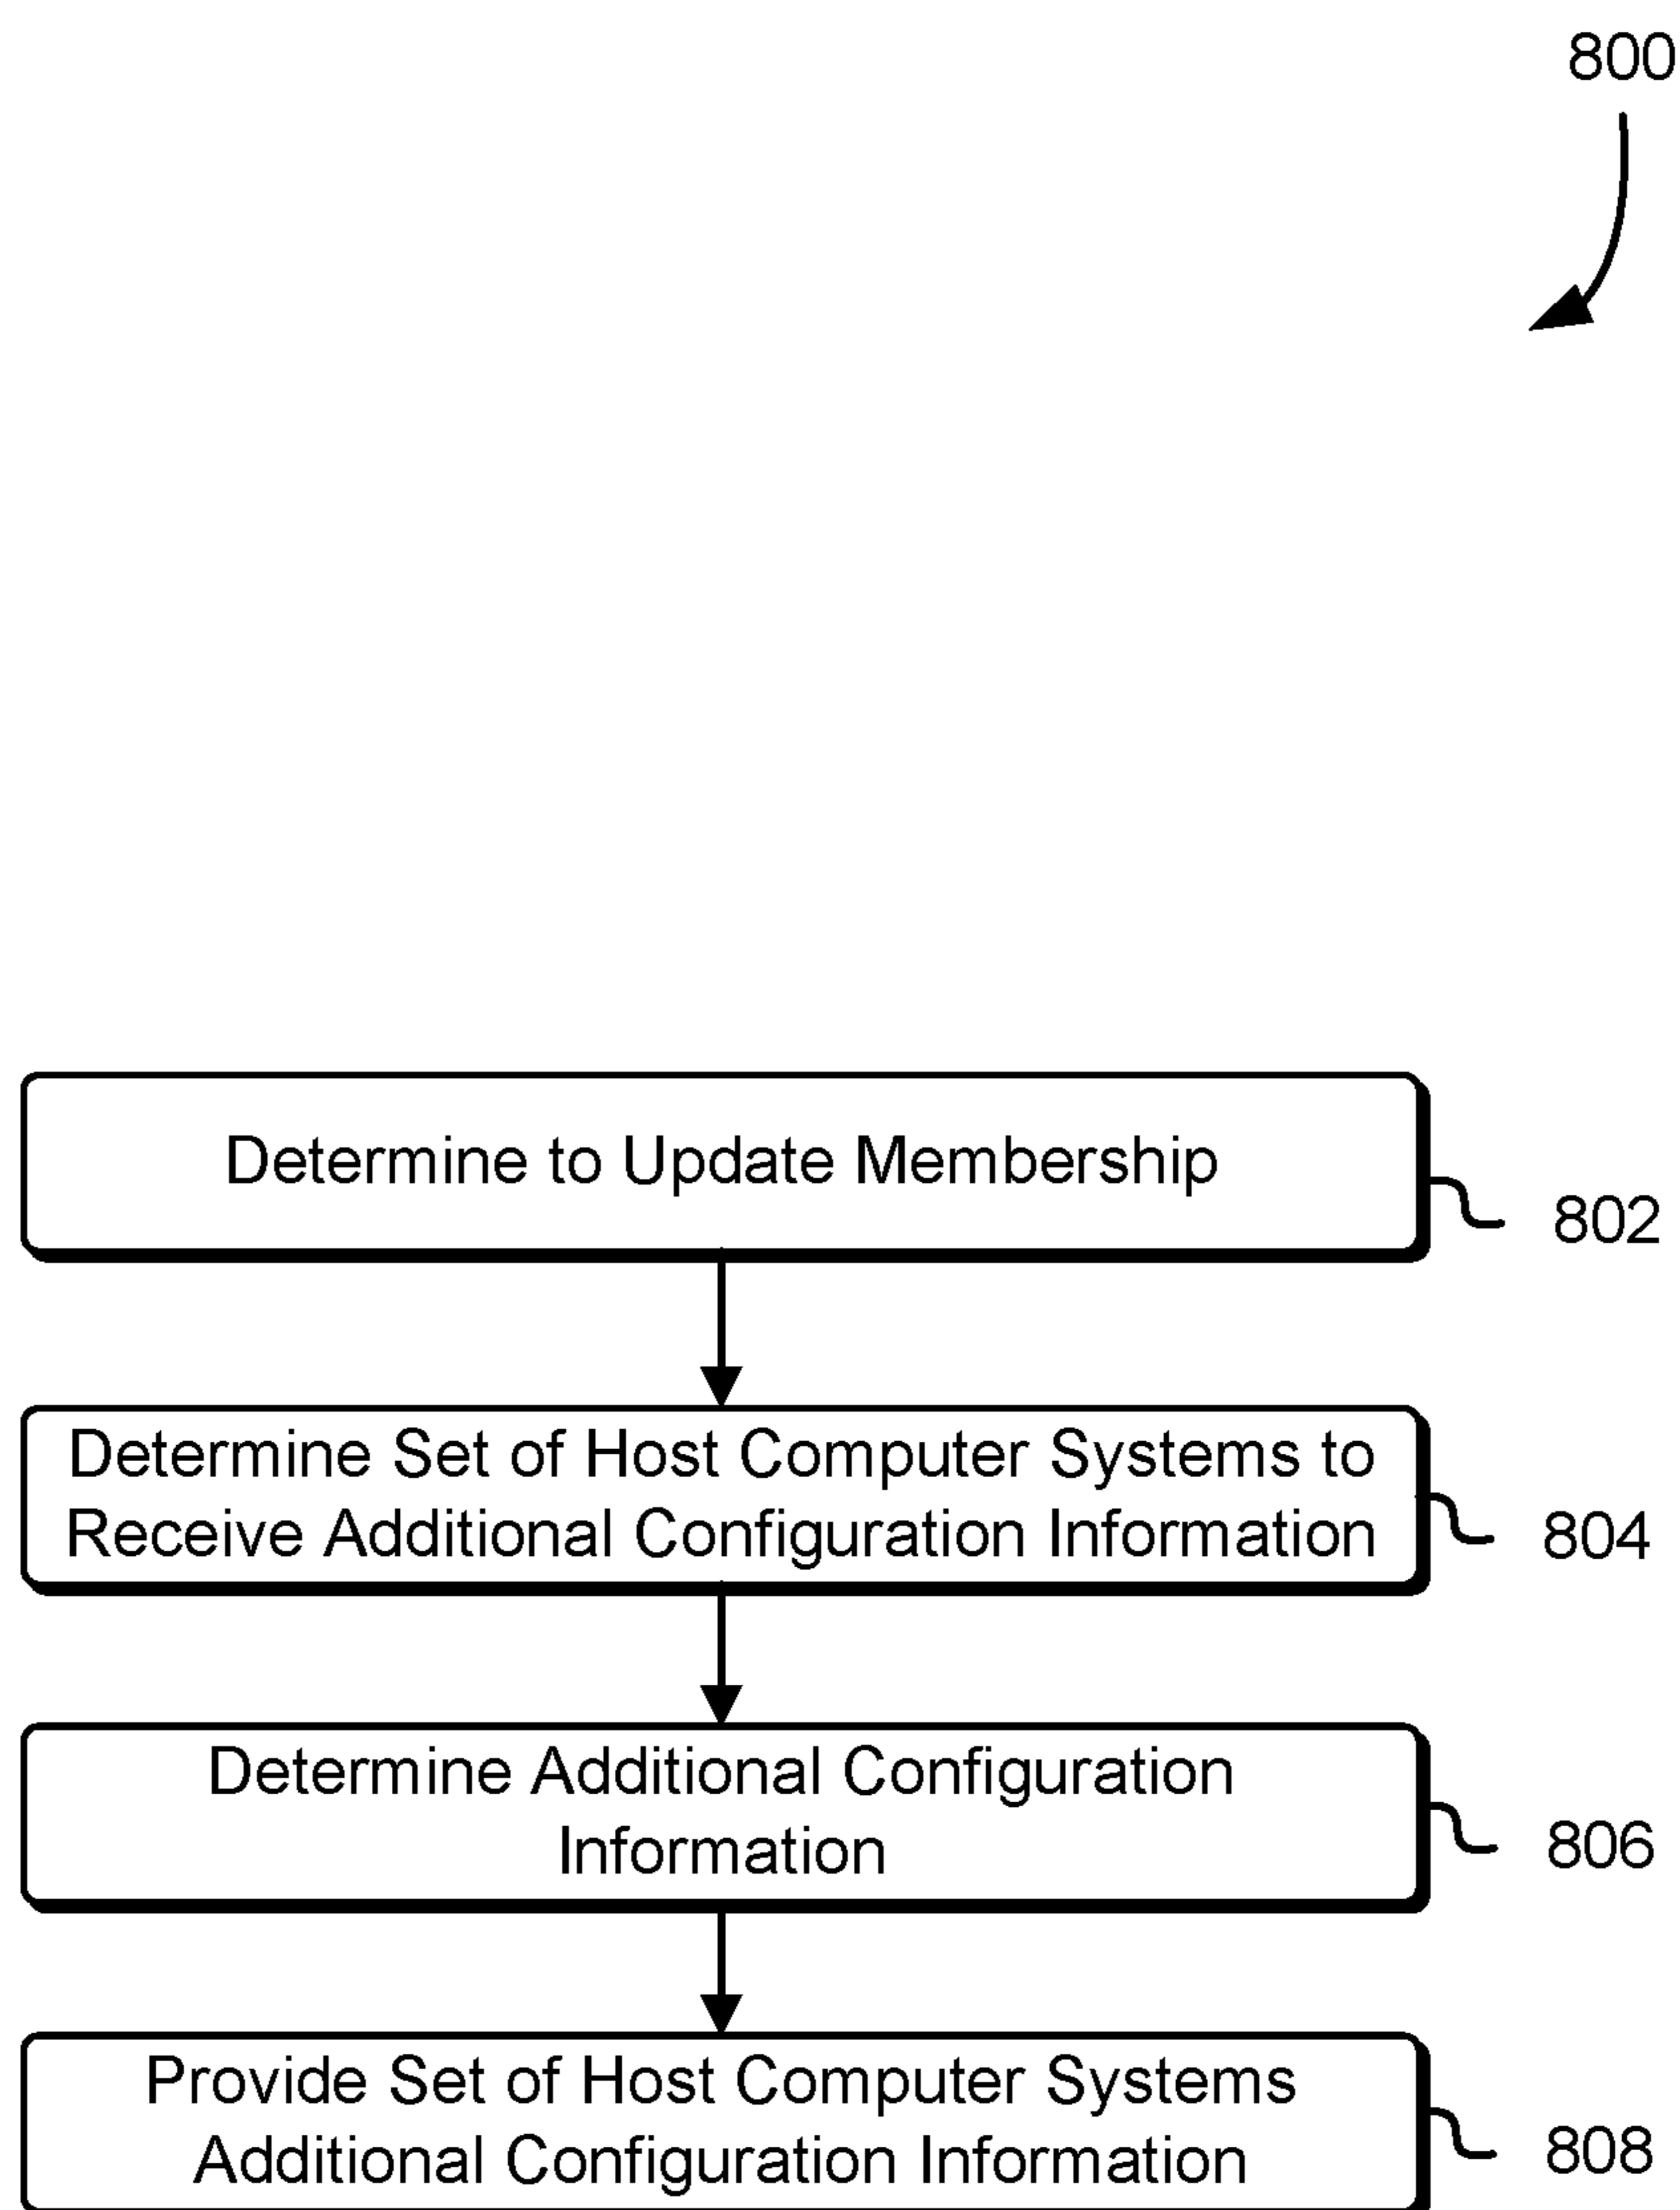 800
Determine to Update Membership
802
Determine Set of Host Computer Systems to
Receive Additional Configuration Information
804
Determine Additional Configuration
Information
806
Provide Set of Host Computer Systems
Additional Configuration Information
808